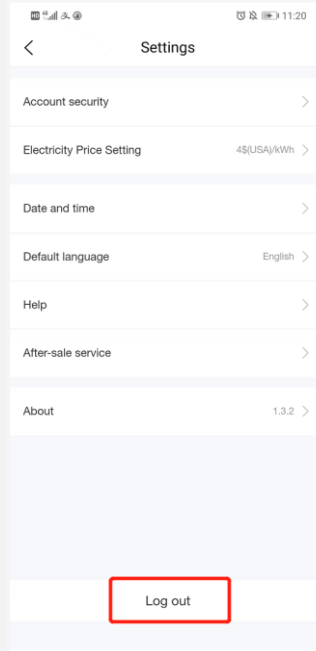 HD 11:20
Settings
Account security
Electricity Price Setting 4$(USA)/kWh
Date and time
Default language English
Help
After-sale service
About 1.3.2
Log out